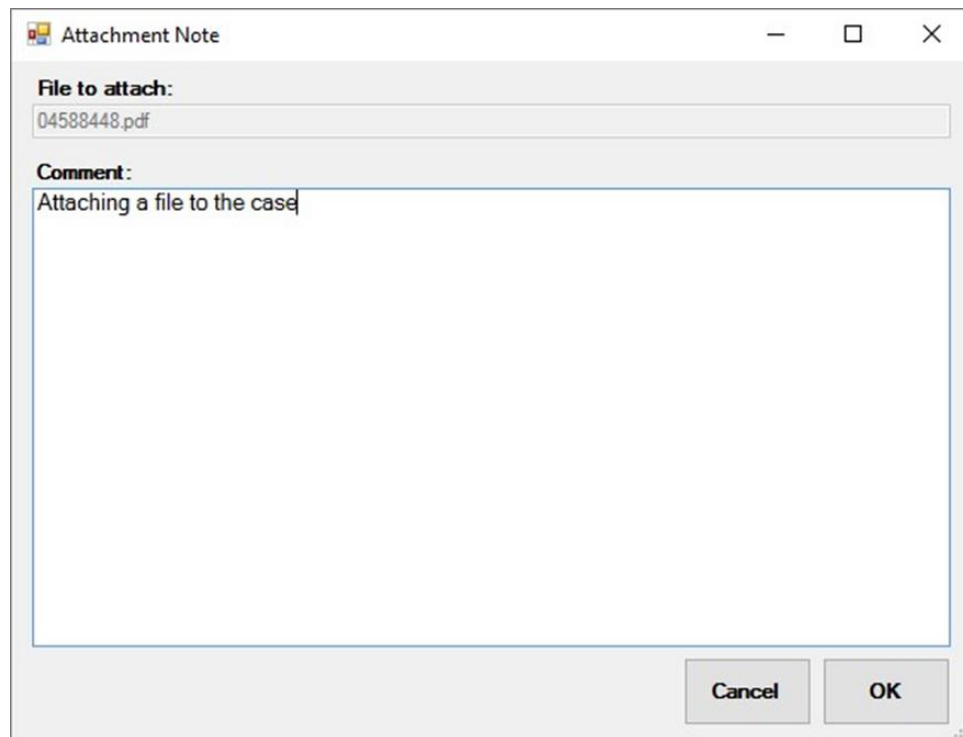 Attachment Note
File to attach:
04588448.pdf
Comment:
Attaching a file to the case
Cancel
OK